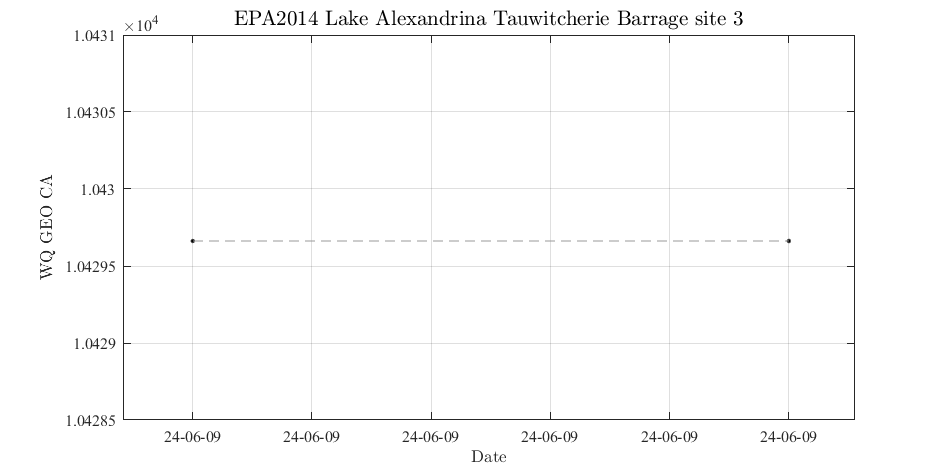 EPA2014 Lake Alexandrina Tauwitcherie Barrage site 3
×10^4
1.0431
1.04305
1.043
1.04295
1.0429
1.04285
WQ GEO CA
24-06-09 24-06-09 24-06-09 24-06-09 24-06-09 24-06-09
Date